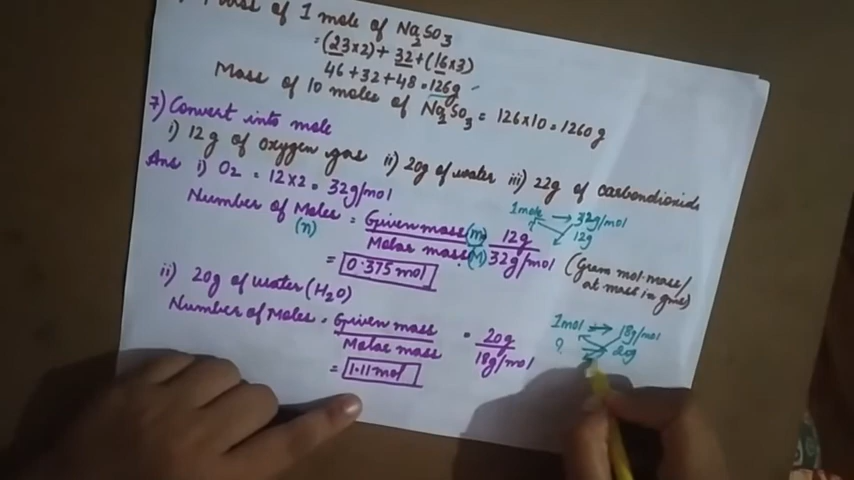 of 1 mole of Na2SO3
= (23×2) + 32 + (16×3)
46 + 32 + 48 = 126g
Mass of 10 moles of Na2SO3 = 126×10 = 1260g
7) Convert into mole
i) 12g of oxygen gas ii) 20g of water iii) 22g of carbondioxide
Ans i) O2 = 12×2 = 32g/mol
Number of Moles (n) = Given mass (m) / Molar mass (M) 12g / 32g/mol
1mole → 32g/mol
12g
= 0.375 mol
(Gram mol. mass/
at mass in gms)
ii) 20g of water (H2O)
Number of Moles = Given mass / Molar mass = 20g / 18g/mol
1mol → 18g/mol
? 20g
= 1.11 mol